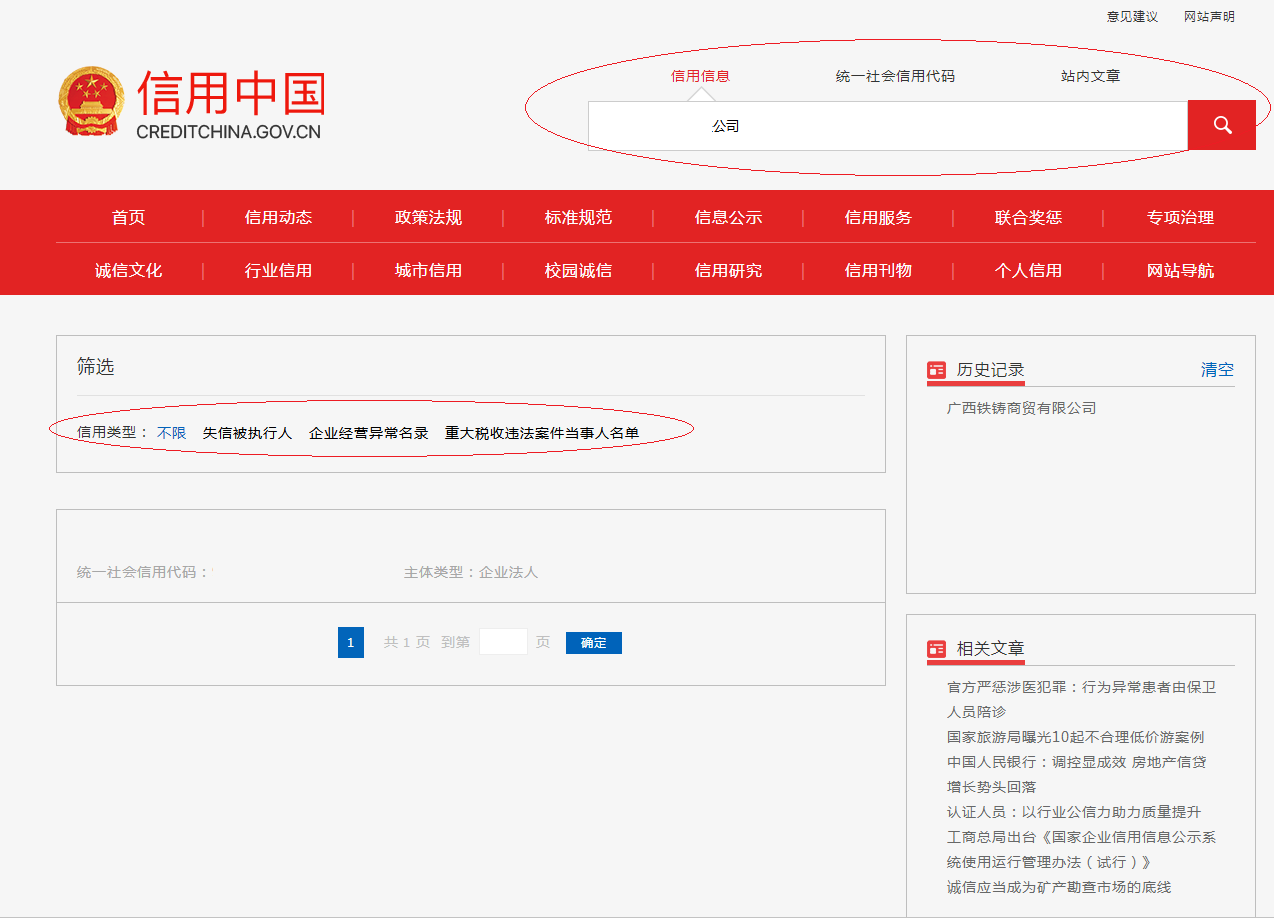 意见建议 网站声明
信用中国
CREDITCHINA.GOV.CN
信用信息 统一社会信用代码 站内文章
公司
首页 信用动态 政策法规 标准规范 信息公示 信用服务 联合奖惩 专项治理
诚信文化 行业信用 城市信用 校园诚信 信用研究 信用刊物 个人信用 网站导航
筛选
信用类型： 不限 失信被执行人 企业经营异常名录 重大税收违法案件当事人名单
统一社会信用代码： 主体类型：企业法人
1 共 1 页 到第 页 确定
历史记录 清空
广西铁铸商贸有限公司
相关文章
官方严惩涉医犯罪：行为异常患者由保卫
人员陪诊
国家旅游局曝光10起不合理低价游案例
中国人民银行：调控显成效 房地产信贷
增长势头回落
认证人员：以行业公信力助力质量提升
工商总局出台《国家企业信用信息公示系
统使用运行管理办法（试行）》
诚信应当成为矿产勘查市场的底线